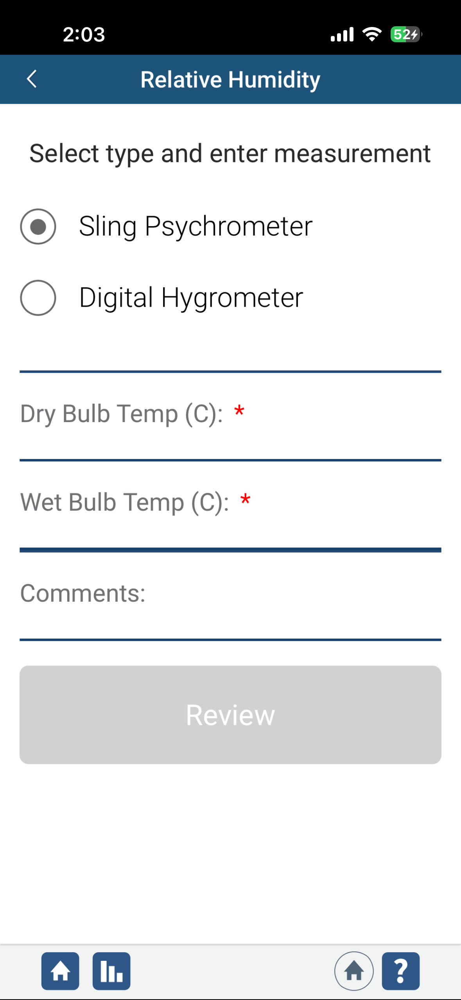 2:03
52
Relative Humidity
Select type and enter measurement
Sling Psychrometer
Digital Hygrometer
Dry Bulb Temp (C): *
Wet Bulb Temp (C): *
Comments:
Review
?